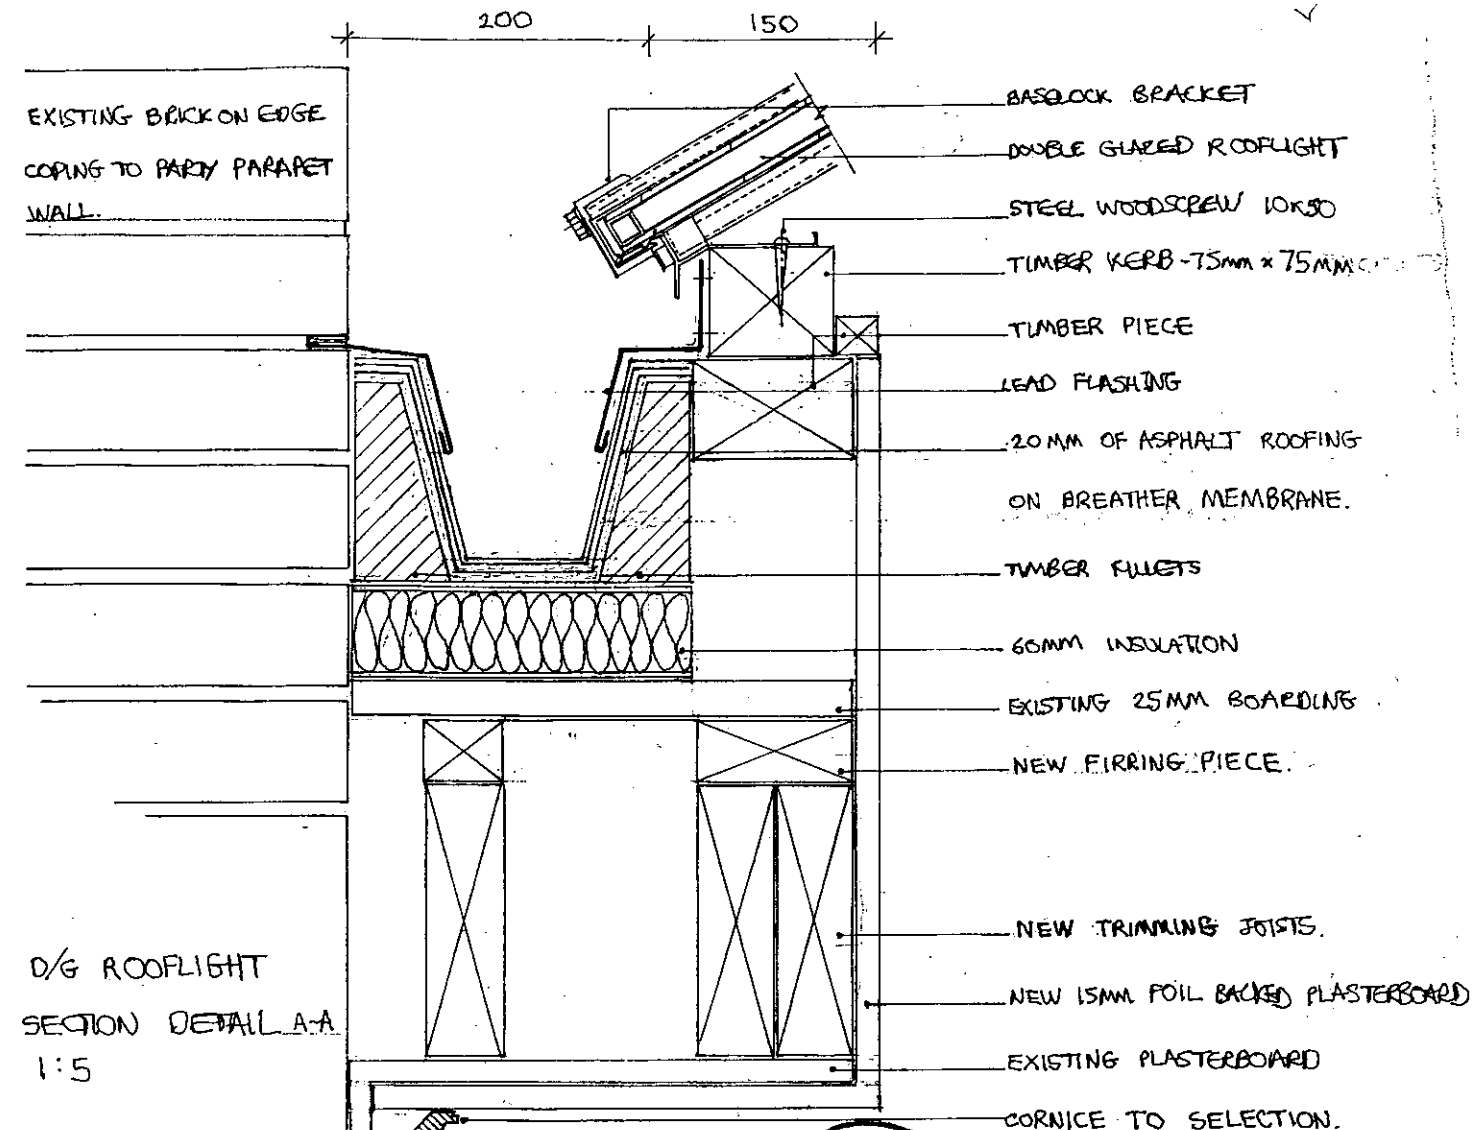 200
150
EXISTING BRICK ON EDGE
COPING TO PARTY PARAPET
WALL.
BASELOCK BRACKET
DOUBLE GLAZED ROOFLIGHT
STEEL WOODSCREW 10x50
TIMBER KERB-75mm x 75MM
TIMBER PIECE
LEAD FLASHING
20MM OF ASPHALT ROOFING
ON BREATHER MEMBRANE.
TIMBER FILLETS
60MM INSULATION
EXISTING 25MM BOARDING
NEW FIRRING PIECE.
NEW TRIMMING JOISTS.
NEW 15MM FOIL BACKED PLASTERBOARD
EXISTING PLASTERBOARD
CORNICE TO SELECTION.
D/G ROOFLIGHT
SECTION DETAIL A-A
1:5